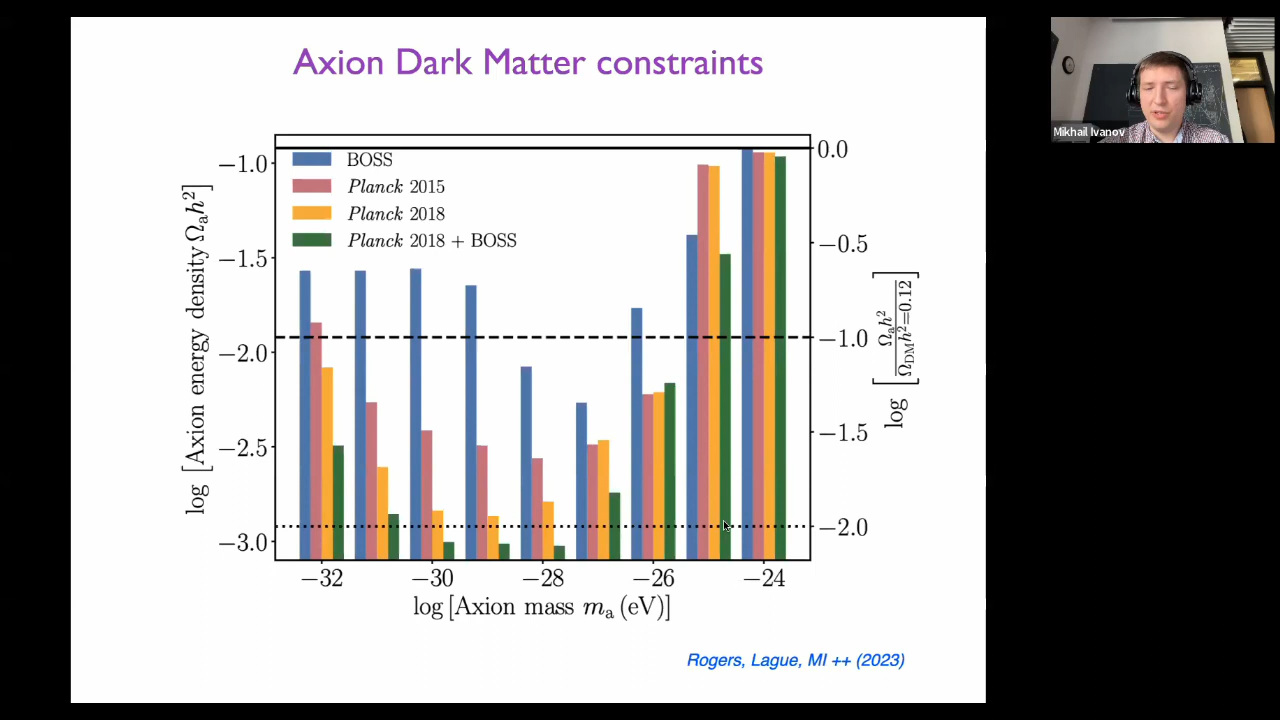 Axion Dark Matter constraints
Mikhail Ivanov
BOSS
Planck 2015
Planck 2018
Planck 2018 + BOSS
−1.0
−1.5
−2.0
−2.5
−3.0
log [Axion energy density Ωₐh²]
0.0
−0.5
−1.0
−1.5
−2.0
log [Ωₐh² / Ω_DM h²=0.12]
−32
−30
−28
−26
−24
log [Axion mass mₐ (eV)]
Rogers, Lague, MI ++ (2023)